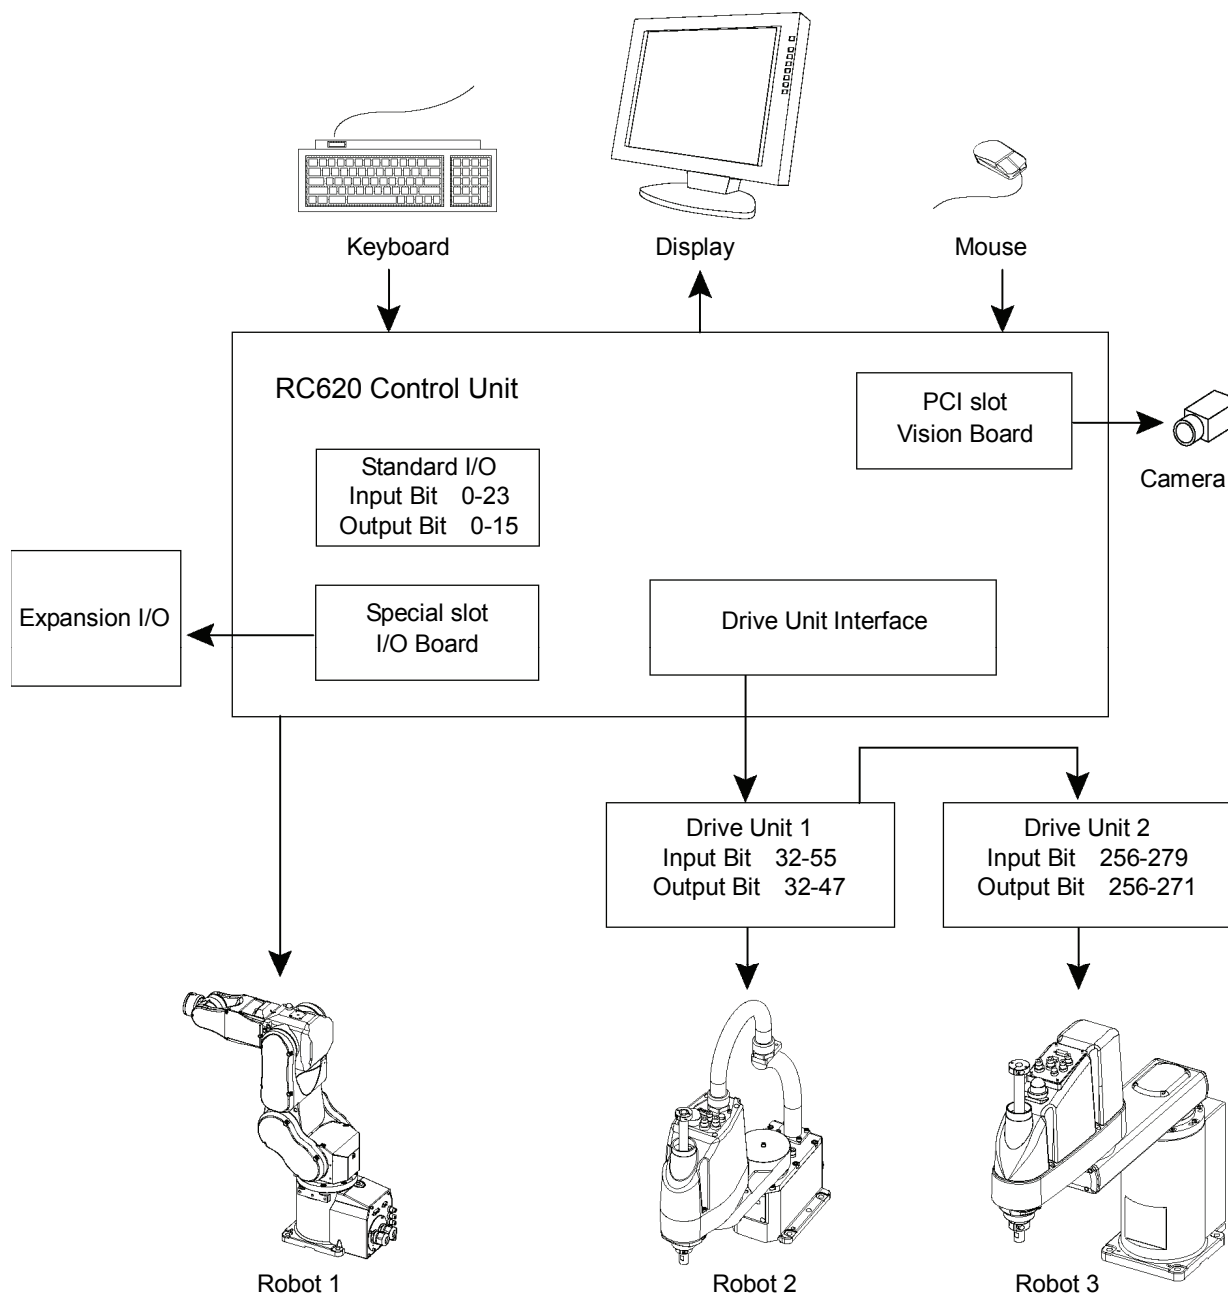 Keyboard
Display
Mouse
RC620 Control Unit
PCI slot
Vision Board
Camera
Standard I/O
Input Bit 0-23
Output Bit 0-15
Expansion I/O
Special slot
I/O Board
Drive Unit Interface
Drive Unit 1
Input Bit 32-55
Output Bit 32-47
Drive Unit 2
Input Bit 256-279
Output Bit 256-271
Robot 1
Robot 2
Robot 3